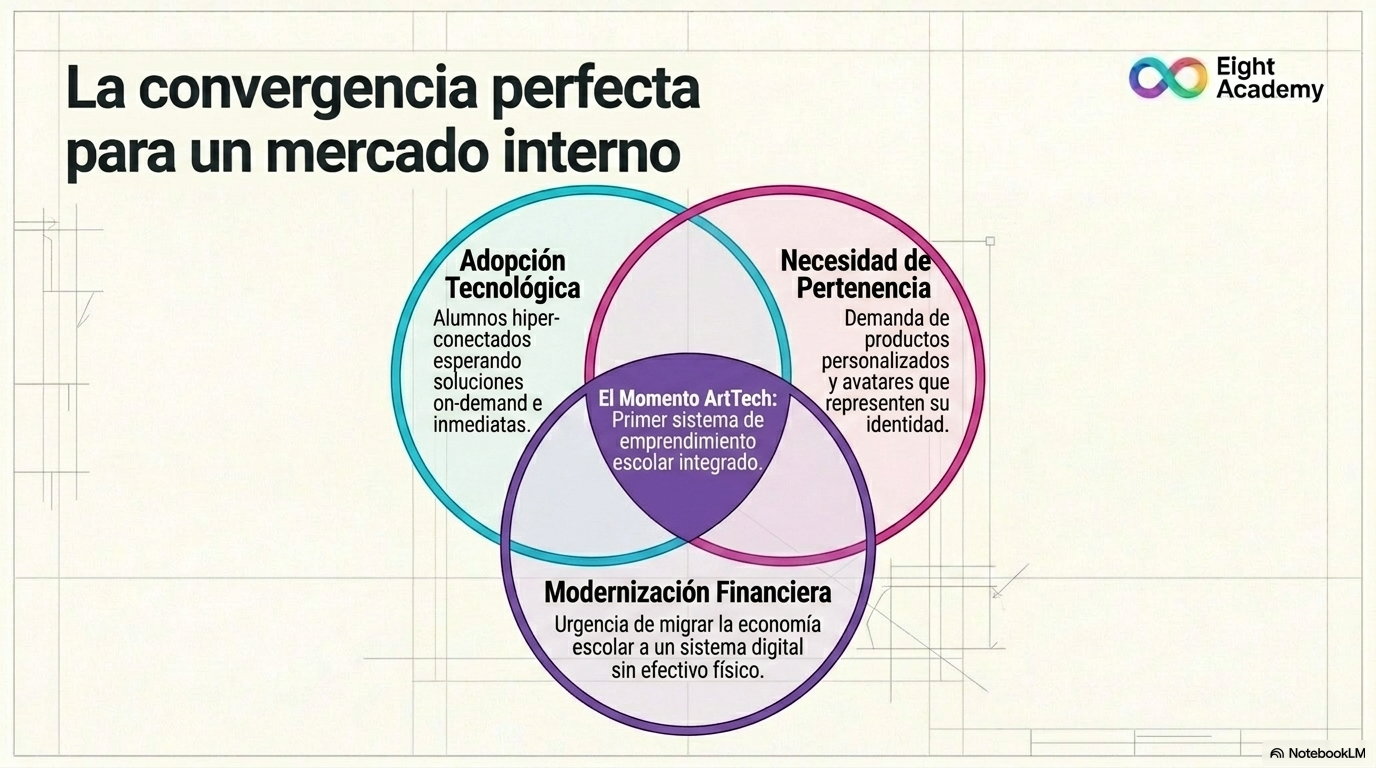 La convergencia perfecta
para un mercado interno
Eight
Academy
Adopción
Tecnológica
Alumnos hiper-
conectados
esperando
soluciones
on-demand e
inmediatas.
Necesidad de
Pertenencia
Demanda de
productos
personalizados
y avatares que
representen su
identidad.
El Momento ArtTech:
Primer sistema de
emprendimiento
escolar integrado.
Modernización Financiera
Urgencia de migrar la economía
escolar a un sistema digital
sin efectivo físico.
NotebookLM